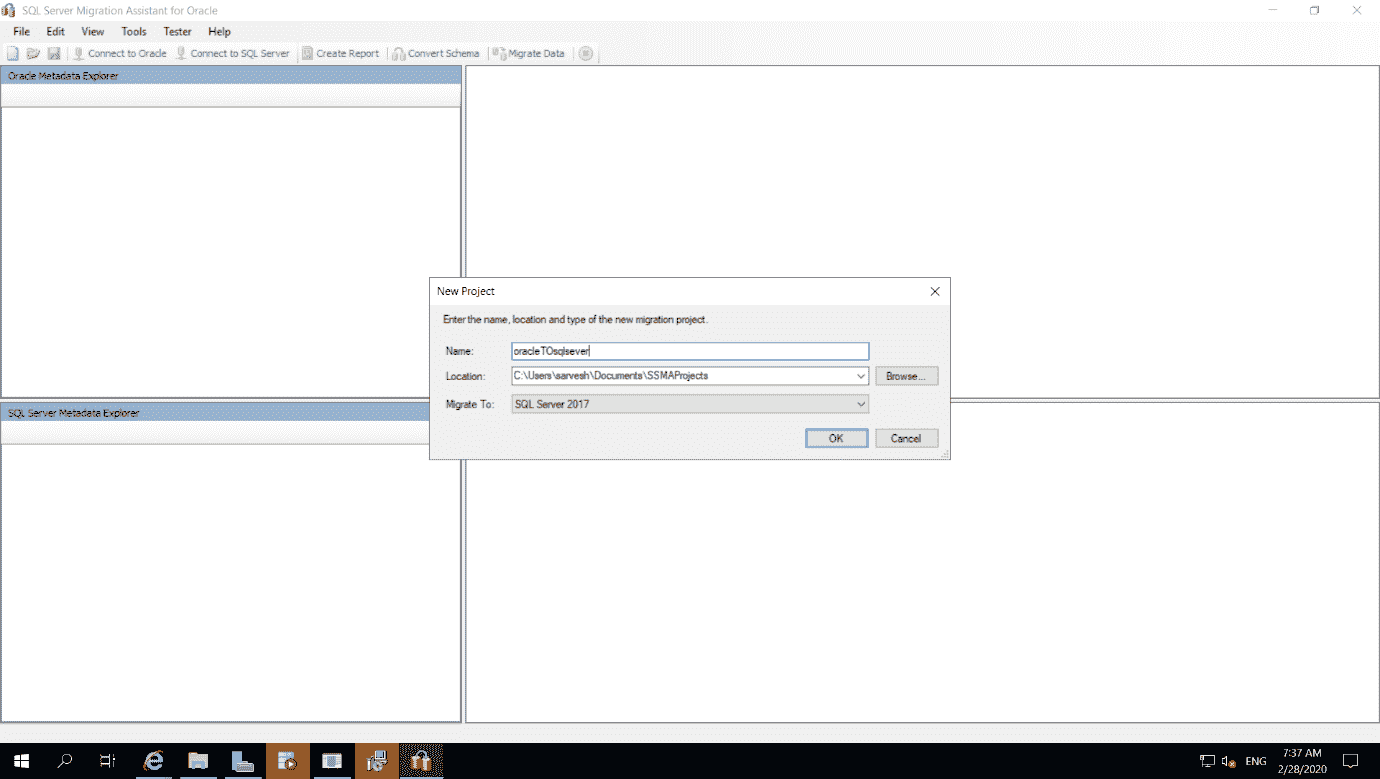 SQL Server Migration Assistant for Oracle
File Edit View Tools Tester Help
Connect to Oracle Connect to SQL Server Create Report Convert Schema Migrate Data
Oracle Metadata Explorer
New Project
Enter the name, location and type of the new migration project.
Name: oracleTOsqlsever
Location: C:\Users\sarvesh\Documents\SSMAProjects Browse...
Migrate To: SQL Server 2017
SQL Server Metadata Explorer
OK Cancel
ENG 7:37 AM
2/28/2020